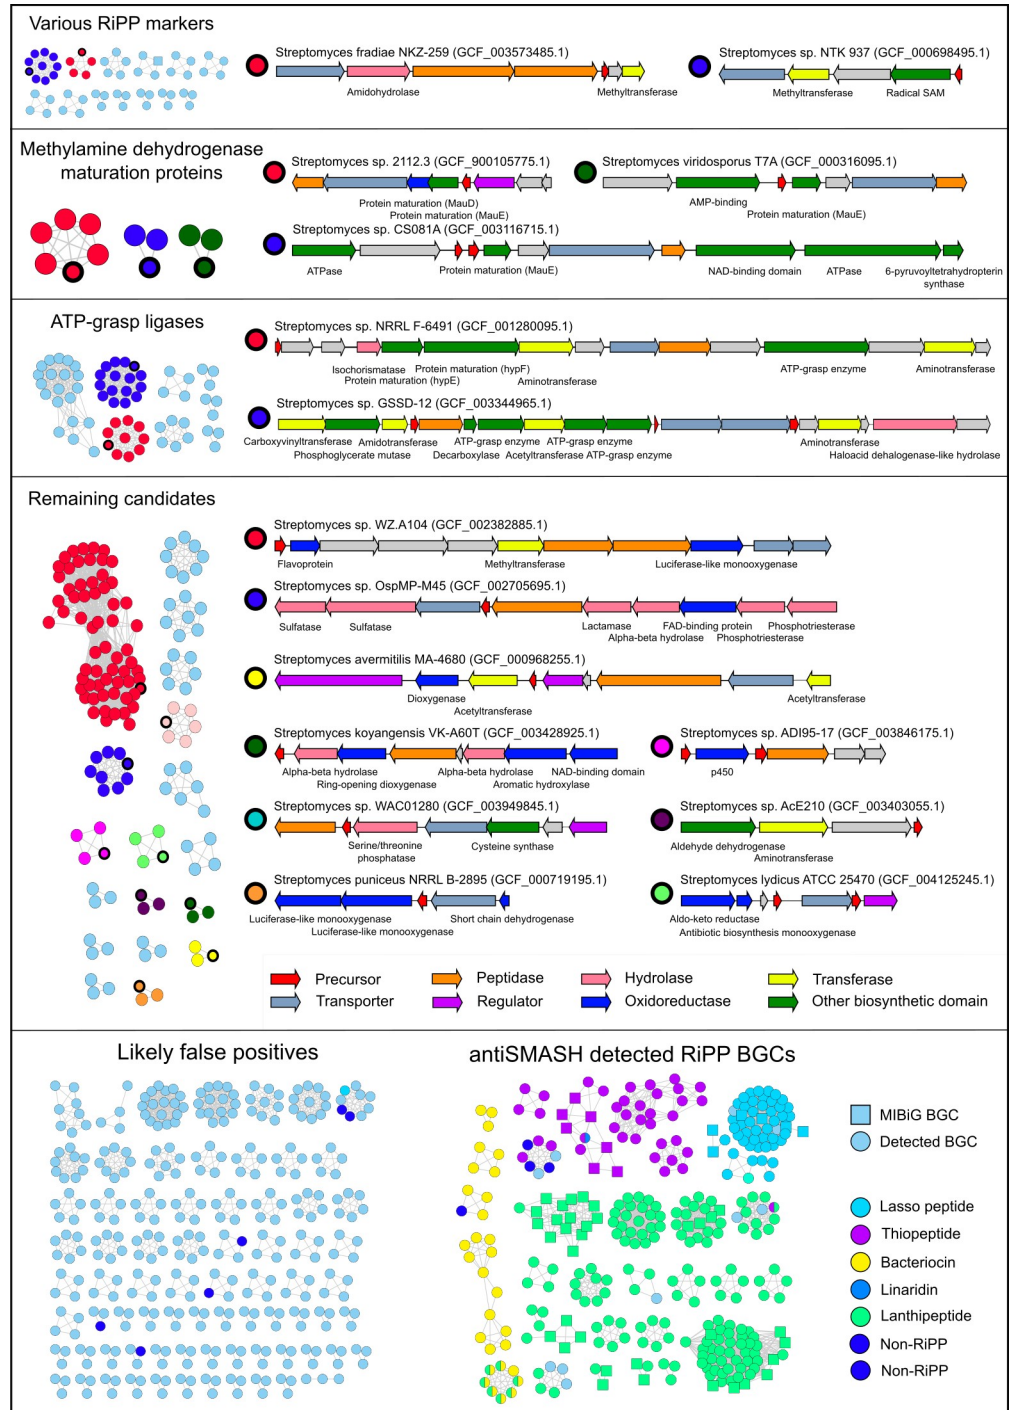 Various RiPP markers
Streptomyces fradiae NKZ-259 (GCF_003573485.1)
Amidohydrolase
Methyltransferase
Streptomyces sp. NTK 937 (GCF_000698495.1)
Methyltransferase
Radical SAM
Methylamine dehydrogenase
maturation proteins
Streptomyces sp. 2112.3 (GCF_900105775.1)
Protein maturation (MauD)
Protein maturation (MauE)
Streptomyces viridosporus T7A (GCF_000316095.1)
AMP-binding
Protein maturation (MauE)
Streptomyces sp. CS081A (GCF_003116715.1)
ATPase
Protein maturation (MauE)
NAD-binding domain
ATPase
6-pyruvoyltetrahydropterin
synthase
ATP-grasp ligases
Streptomyces sp. NRRL F-6491 (GCF_001280095.1)
Isochorismatase
Protein maturation (hypE)
Protein maturation (hypF)
Aminotransferase
ATP-grasp enzyme
Aminotransferase
Streptomyces sp. GSSD-12 (GCF_003344965.1)
Carboxyvinyltransferase
Phosphoglycerate mutase
Amidotransferase
Decarboxylase
ATP-grasp enzyme
Acetyltransferase
ATP-grasp enzyme
ATP-grasp enzyme
Aminotransferase
Haloacid dehalogenase-like hydrolase
Remaining candidates
Streptomyces sp. WZ.A104 (GCF_002382885.1)
Flavoprotein
Methyltransferase
Luciferase-like monooxygenase
Streptomyces sp. OspMP-M45 (GCF_002705695.1)
Sulfatase
Sulfatase
Lactamase
Alpha-beta hydrolase
FAD-binding protein
Phosphotriesterase
Phosphotriesterase
Streptomyces avermitilis MA-4680 (GCF_000968255.1)
Dioxygenase
Acetyltransferase
Acetyltransferase
Streptomyces koyangensis VK-A60T (GCF_003428925.1)
Alpha-beta hydrolase
Ring-opening dioxygenase
Alpha-beta hydrolase
Aromatic hydroxylase
NAD-binding domain
Streptomyces sp. ADI95-17 (GCF_003846175.1)
p450
Streptomyces sp. WAC01280 (GCF_003949845.1)
Serine/threonine
phosphatase
Cysteine synthase
Streptomyces sp. AcE210 (GCF_003403055.1)
Aldehyde dehydrogenase
Aminotransferase
Streptomyces puniceus NRRL B-2895 (GCF_000719195.1)
Luciferase-like monooxygenase
Luciferase-like monooxygenase
Short chain dehydrogenase
Streptomyces lydicus ATCC 25470 (GCF_004125245.1)
Aldo-keto reductase
Antibiotic biosynthesis monooxygenase
Precursor
Peptidase
Hydrolase
Transferase
Transporter
Regulator
Oxidoreductase
Other biosynthetic domain
Likely false positives
antiSMASH detected RiPP BGCs
MIBiG BGC
Detected BGC
Lasso peptide
Thiopeptide
Bacteriocin
Linaridin
Lanthipeptide
Non-RiPP
Non-RiPP